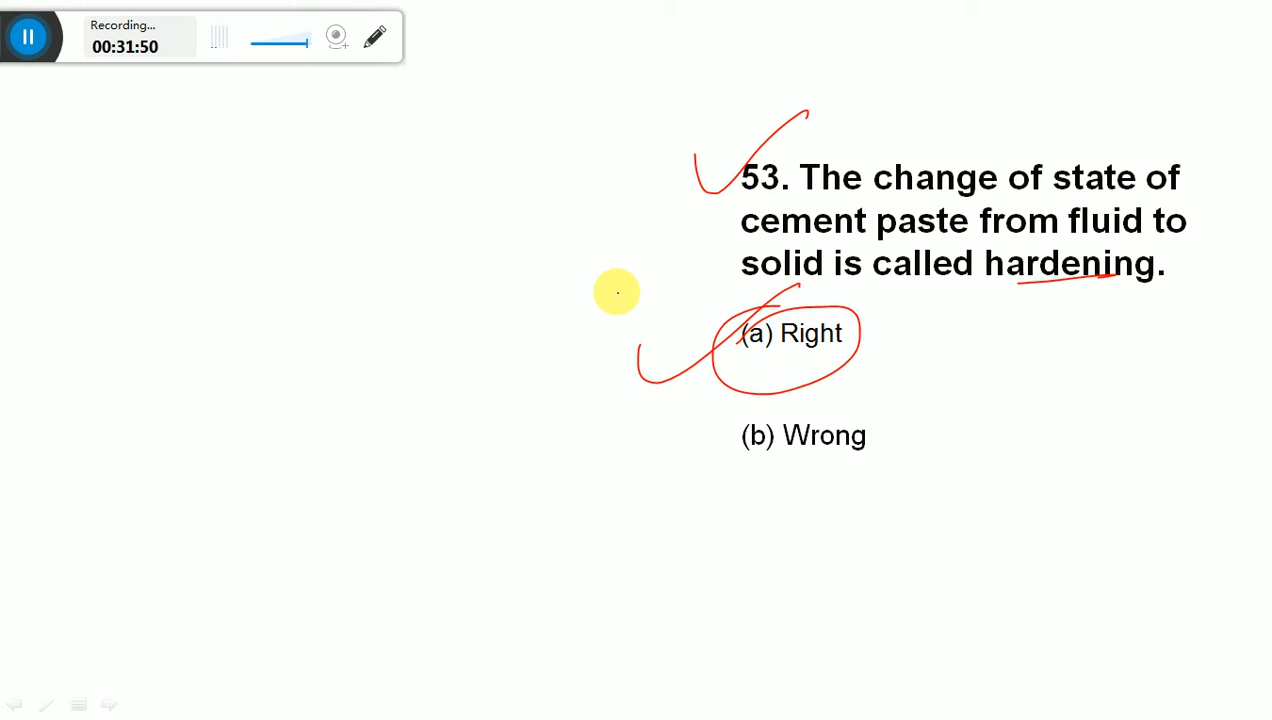 Recording...
00:31:50
53. The change of state of
cement paste from fluid to
solid is called hardening.
(a) Right
(b) Wrong